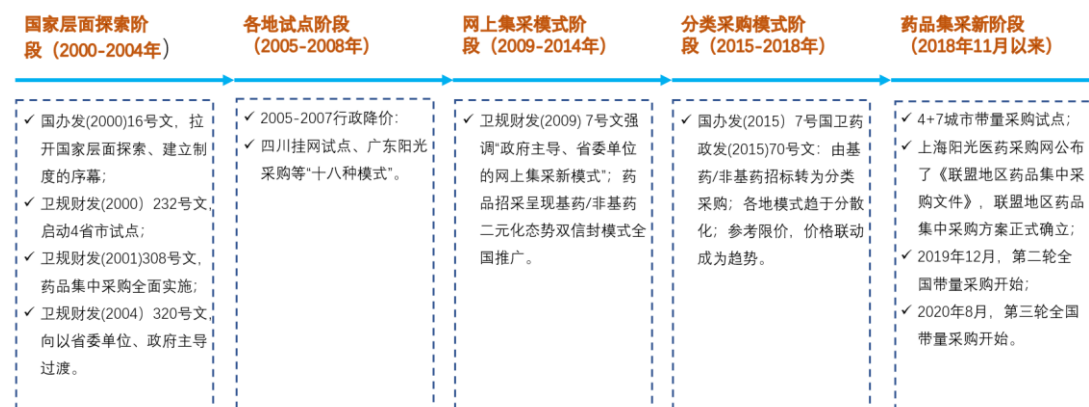 国家层面探索阶
段（2000-2004年）
国办发(2000)16号文，拉
开国家层面探索、建立制
度的序幕；
卫规财发(2000）232号文，
启动4省市试点；
卫规财发(2001)308号文，
药品集中采购全面实施；
卫规财发(2004）320号文，
向以省委单位、政府主导
过渡。
各地试点阶段
（2005-2008年）
2005-2007行政降价：
四川挂网试点、广东阳光
采购等“十八种模式”。
网上集采模式阶
段（2009-2014年）
卫规财发(2009) 7号文强
调“政府主导、省委单位
的网上集采新模式”；药
品招采呈现基药/非基药
二元化态势双信封模式全
国推广。
分类采购模式阶
段（2015-2018年）
国办发(2015）7号国卫药
政发(2015)70号文：由基
药/非基药招标转为分类
采购；各地模式趋于分散
化；参考限价，价格联动
成为趋势。
药品集采新阶段
（2018年11月以来）
4+7城市带量采购试点；
上海阳光医药采购网公布
了《联盟地区药品集中采
购文件》，联盟地区药品
集中采购方案正式确立；
2019年12月，第二轮全
国带量采购开始；
2020年8月，第三轮全国
带量采购开始。